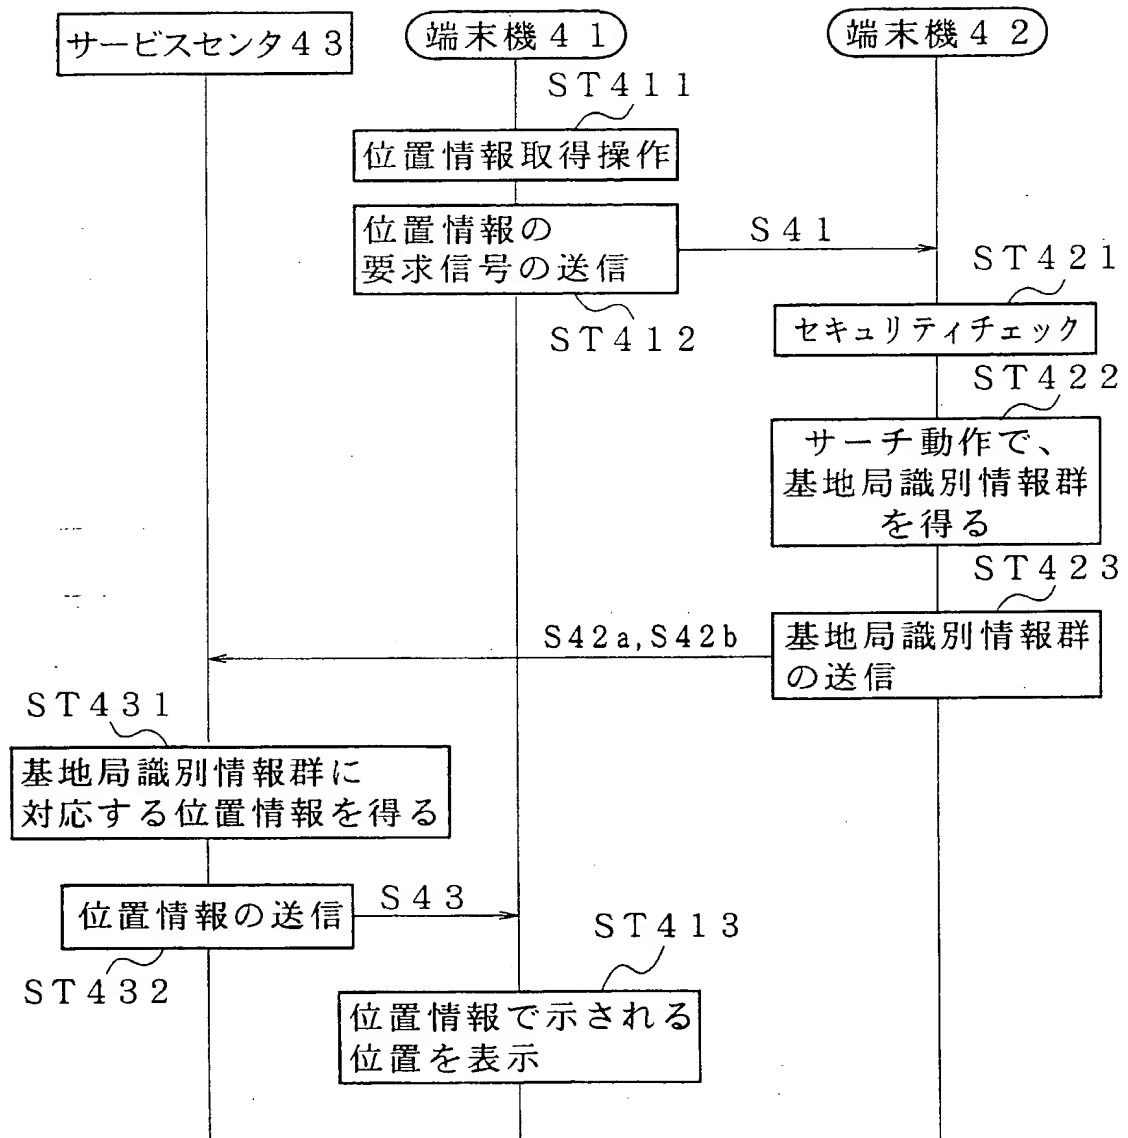 サービスセンタ43
端末機41
端末機42
ST411
位置情報取得操作
位置情報の
要求信号の送信
S41
ST412
ST421
セキュリティチェック
ST422
サーチ動作で、
基地局識別情報群
を得る
ST423
S42a,S42b
基地局識別情報群
の送信
ST431
基地局識別情報群に
対応する位置情報を得る
位置情報の送信
S43
ST432
ST413
位置情報で示される
位置を表示